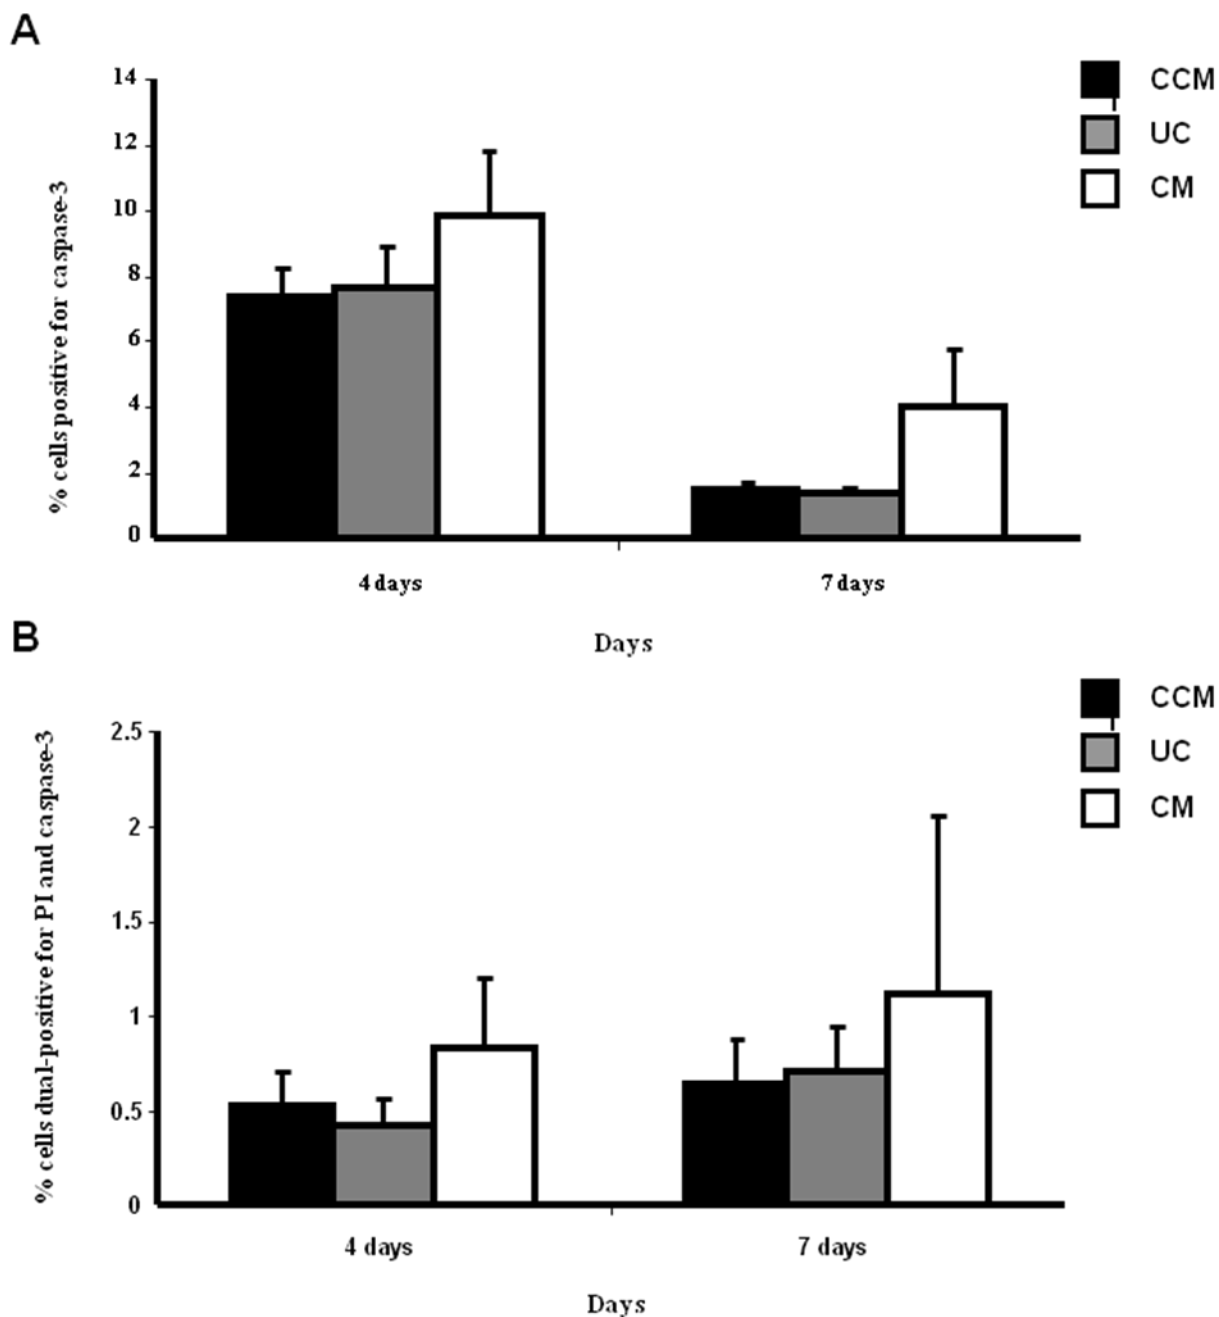 A
14
12
10
8
6
4
2
0
% cells positive for caspase-3
CCM
UC
CM
4 days
7 days
Days
B
2.5
2
1.5
1
0.5
0
% cells dual-positive for PI and caspase-3
CCM
UC
CM
4 days
7 days
Days